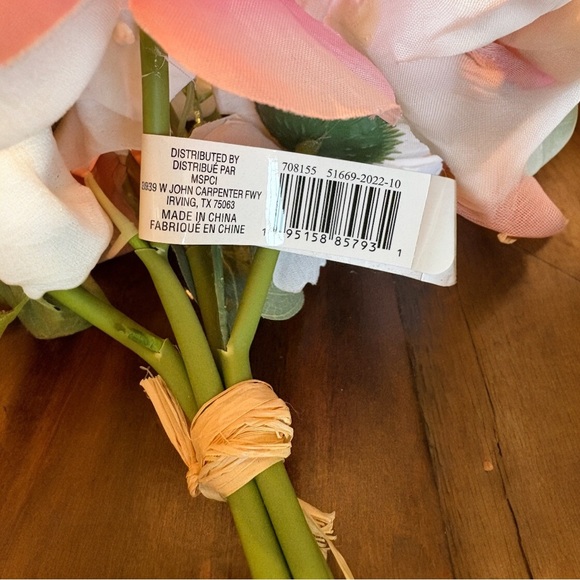 DISTRIBUTED BY
DISTRIBUÉ PAR
MSPCI
W JOHN CARPENTER FWY
IRVING, TX 75063
MADE IN CHINA
FABRIQUÉ EN CHINE
708155 51669-2022-10
1 95158 85793 1